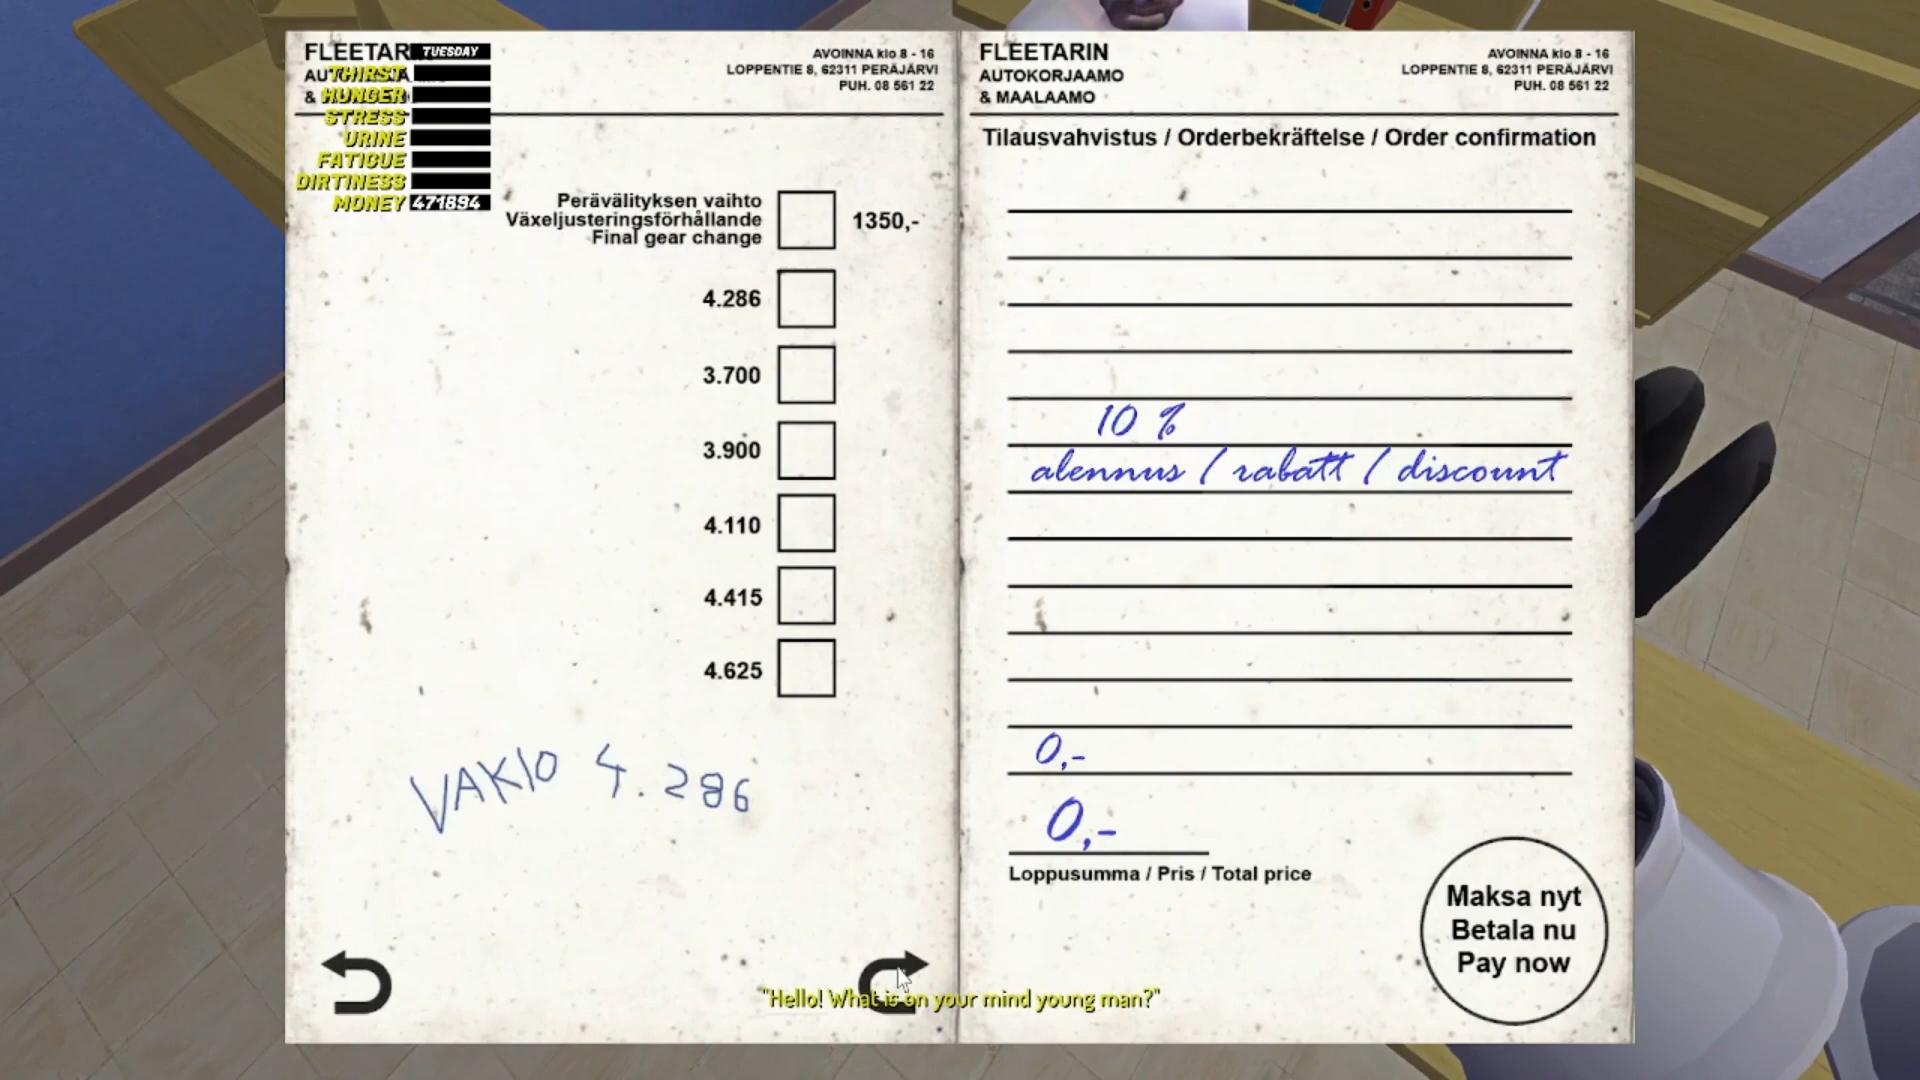 FLEETAR
TUESDAY
THIRST
& HUNGER
STRESS
URINE
FATIGUE
DIRTINESS
MONEY 471894
AVOINNA klo 8 - 16
LOPPENTIE 8, 62311 PERÄJÄRVI
PUH. 08 561 22
Perävälityksen vaihto
Växeljusteringsförhållande
Final gear change
1350,-
4.286
3.700
3.900
4.110
4.415
4.625
VAKIO 4.286
FLEETARIN
AUTOKORJAAMO
& MAALAAMO
AVOINNA klo 8 - 16
LOPPENTIE 8, 62311 PERÄJÄRVI
PUH. 08 561 22
Tilausvahvistus / Orderbekräftelse / Order confirmation
10 %
alennus / rabatt / discount
0,-
0,-
Loppusumma / Pris / Total price
Maksa nyt
Betala nu
Pay now
"Hello! What is on your mind young man?"